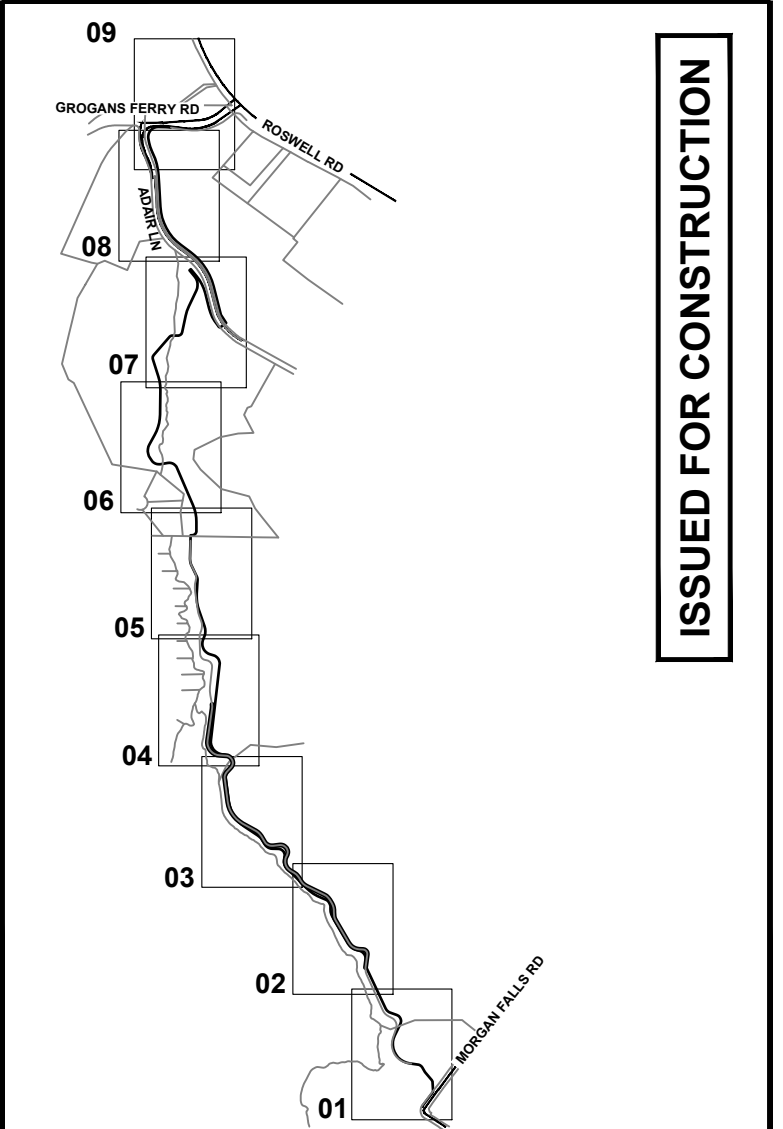 09
GROGANS FERRY RD
ROSWELL RD
ADAIR LN
08
07
06
05
04
03
02
MORGAN FALLS RD
01
ISSUED FOR CONSTRUCTION